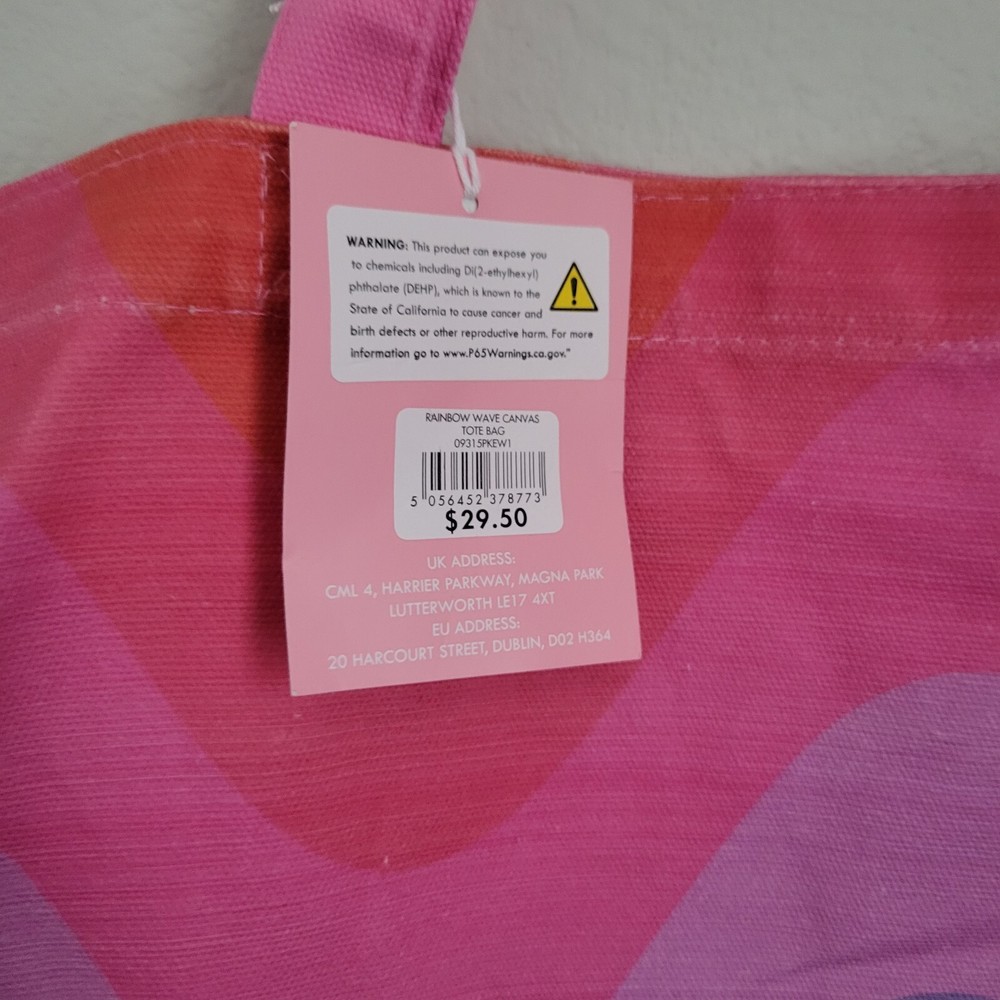 WARNING: This product can expose you
to chemicals including Di(2-ethylhexyl)
phthalate (DEHP), which is known to the
State of California to cause cancer and
birth defects or other reproductive harm. For more
information go to www.P65Warnings.ca.gov."
RAINBOW WAVE CANVAS
TOTE BAG
09315PKEW1
5 056452 378773
$29.50
UK ADDRESS:
CML 4, HARRIER PARKWAY, MAGNA PARK
LUTTERWORTH LE17 4XT
EU ADDRESS:
20 HARCOURT STREET, DUBLIN, D02 H364